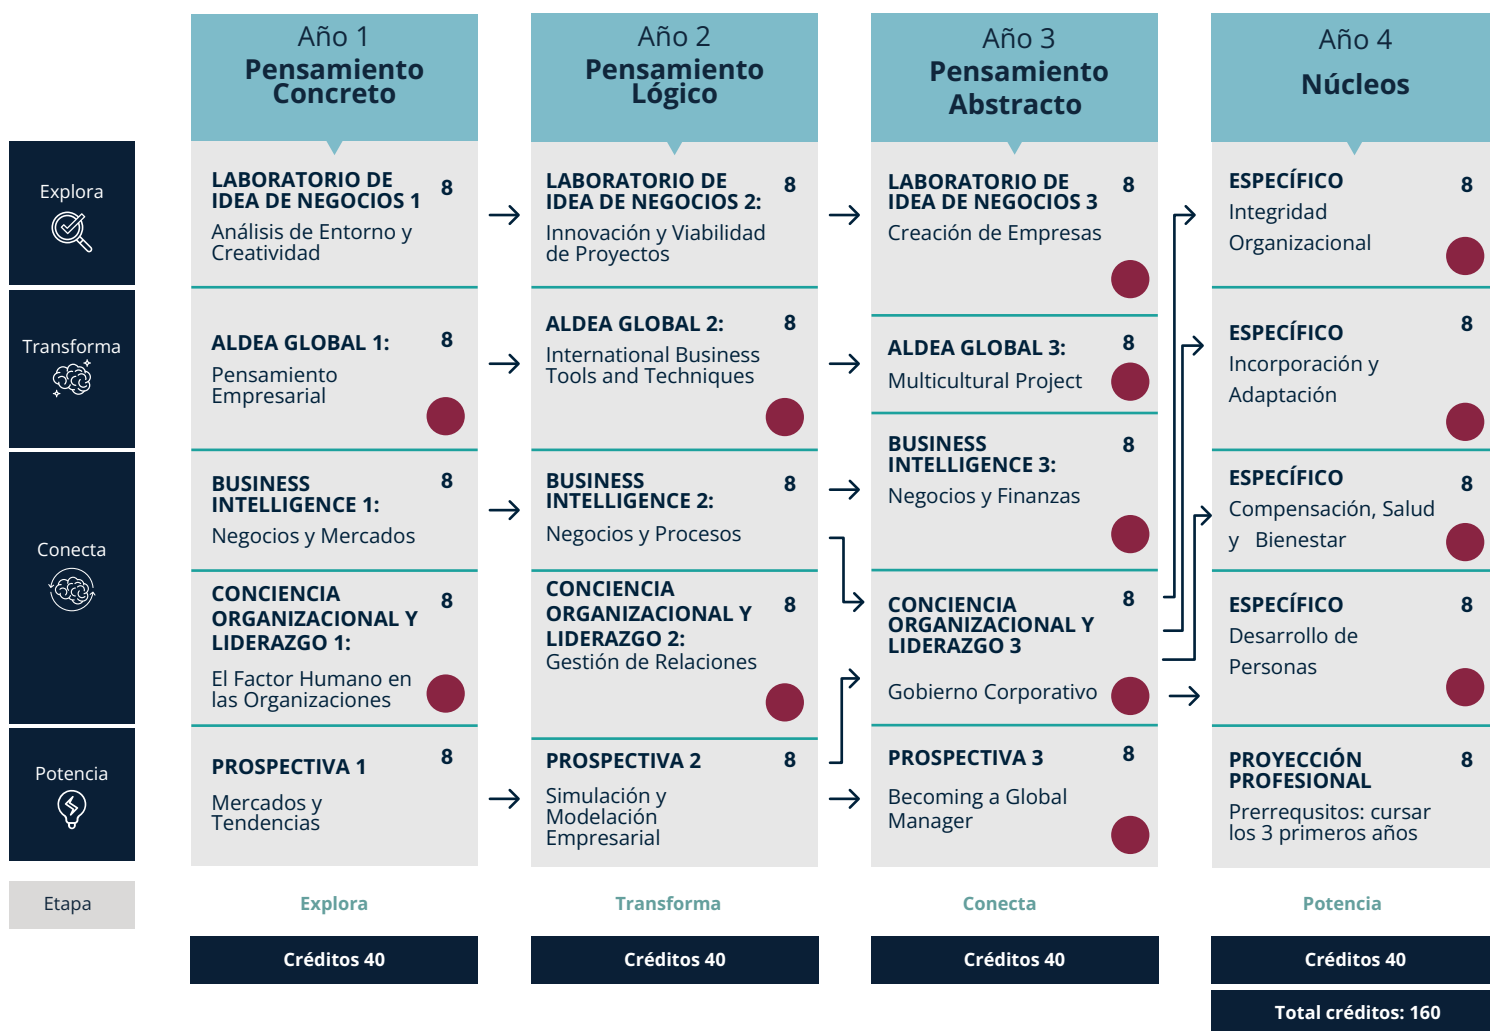 Año 1
Pensamiento
Concreto
Año 2
Pensamiento
Lógico
Año 3
Pensamiento
Abstracto
Año 4
Núcleos
Explora
LABORATORIO DE
IDEA DE NEGOCIOS 1
8
Análisis de Entorno y
Creatividad
LABORATORIO DE
IDEA DE NEGOCIOS 2:
8
Innovación y Viabilidad
de Proyectos
LABORATORIO DE
IDEA DE NEGOCIOS 3
8
Creación de Empresas
ESPECÍFICO
8
Integridad
Organizacional
Transforma
ALDEA GLOBAL 1:
8
Pensamiento
Empresarial
ALDEA GLOBAL 2:
8
International Business
Tools and Techniques
ALDEA GLOBAL 3:
8
Multicultural Project
ESPECÍFICO
8
Incorporación y
Adaptación
Conecta
BUSINESS
INTELLIGENCE 1:
8
Negocios y Mercados
BUSINESS
INTELLIGENCE 2:
8
Negocios y Procesos
BUSINESS
INTELLIGENCE 3:
8
Negocios y Finanzas
ESPECÍFICO
8
Compensación, Salud
y Bienestar
CONCIENCIA
ORGANIZACIONAL Y
LIDERAZGO 1:
8
El Factor Humano en
las Organizaciones
CONCIENCIA
ORGANIZACIONAL Y
LIDERAZGO 2:
8
Gestión de Relaciones
CONCIENCIA
ORGANIZACIONAL Y
LIDERAZGO 3
8
Gobierno Corporativo
ESPECÍFICO
8
Desarrollo de
Personas
Potencia
PROSPECTIVA 1
8
Mercados y
Tendencias
PROSPECTIVA 2
8
Simulación y
Modelación
Empresarial
PROSPECTIVA 3
8
Becoming a Global
Manager
PROYECCIÓN
PROFESIONAL
8
Prerrequsitos: cursar
los 3 primeros años
Etapa
Explora
Transforma
Conecta
Potencia
Créditos 40
Créditos 40
Créditos 40
Créditos 40
Total créditos: 160